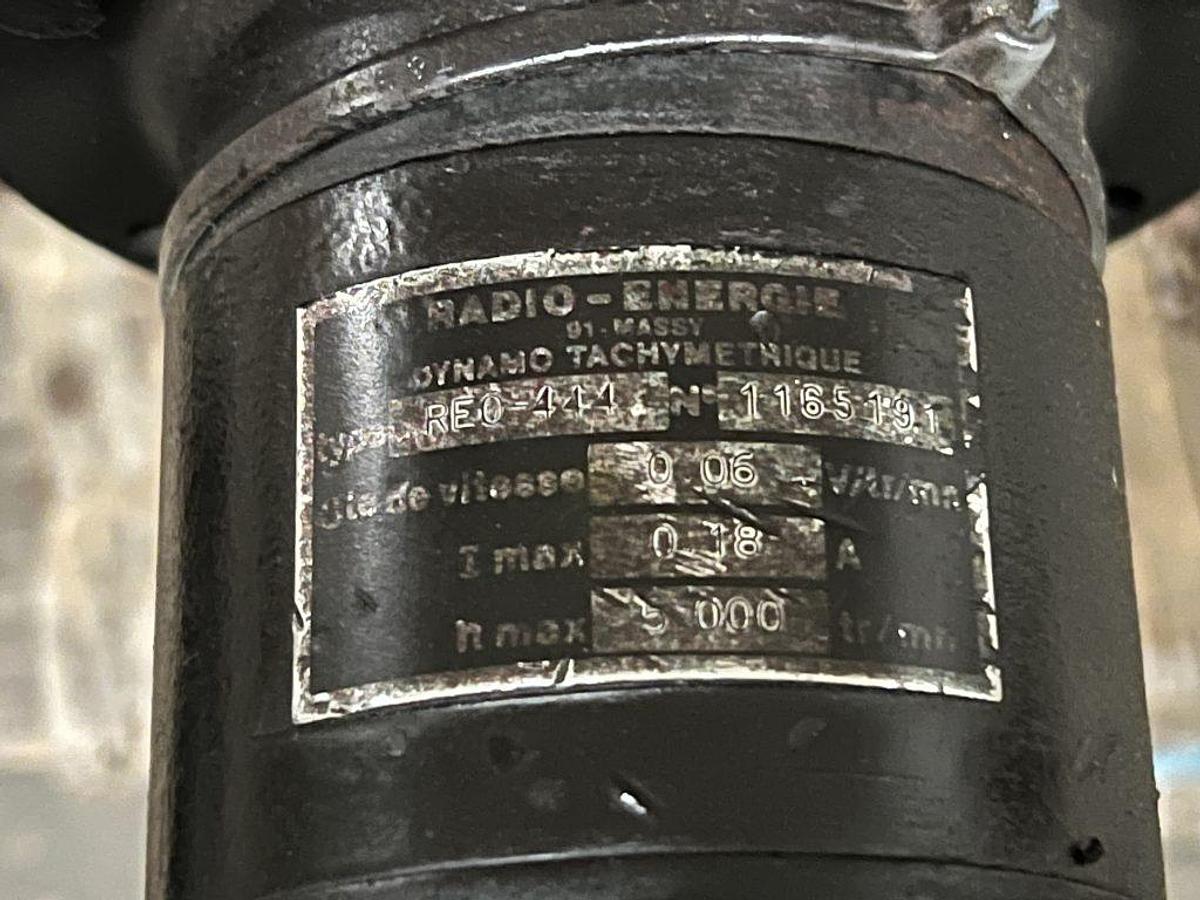 RADIO-ENERGIE
91-MASSY
DYNAMO TACHYMETRIQUE
Type REO-444 N° 1165191
Cte de vitesse 0 06 V/tr/mn
I max 0 18 A
n max 5 000 tr/mn